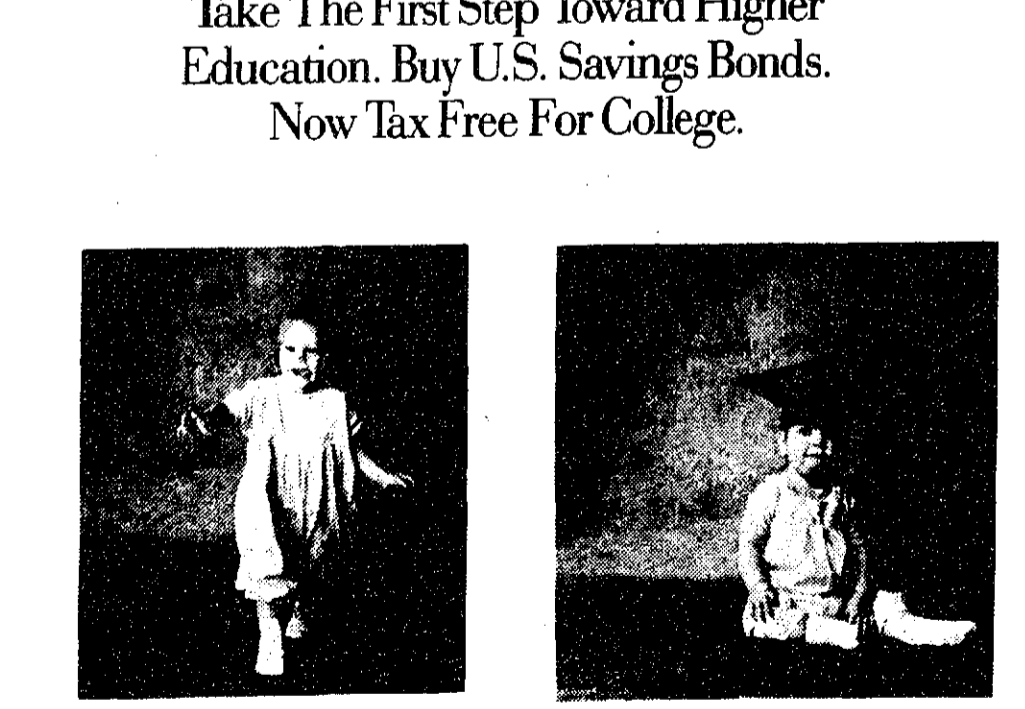 Take The First Step Toward Higher
Education. Buy U.S. Savings Bonds.
Now Tax Free For College.